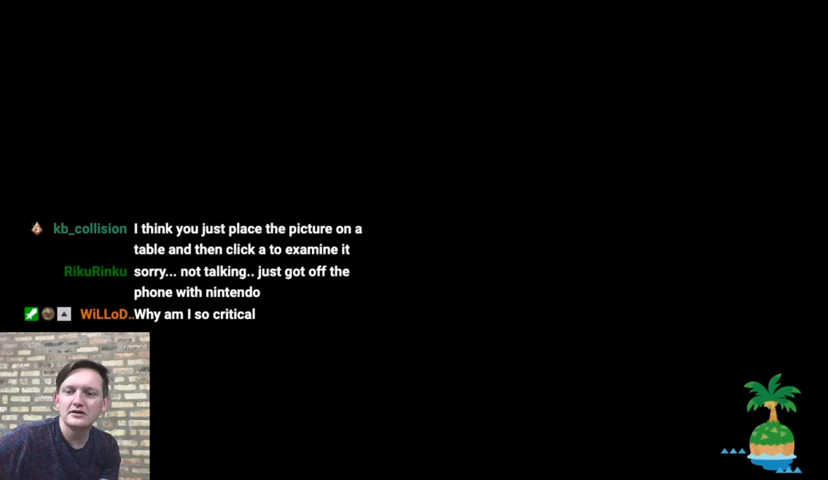 kb_collision I think you just place the picture on a
table and then click a to examine it
RikuRinku sorry... not talking.. just got off the
phone with nintendo
WiLLoD.. Why am I so critical